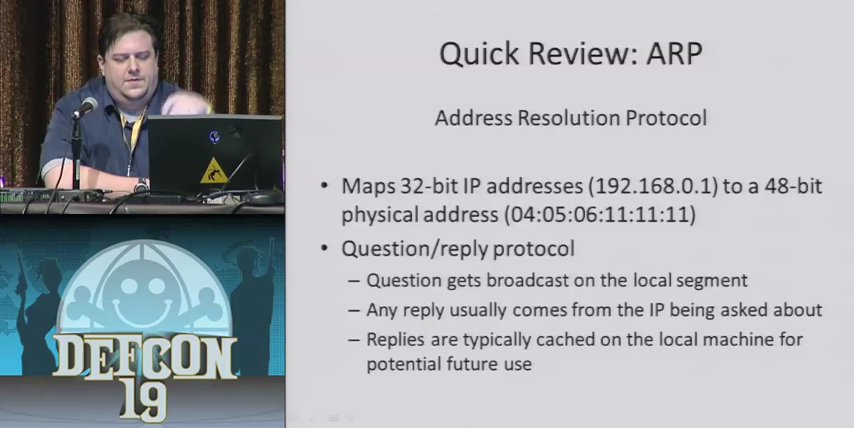 Quick Review: ARP
Address Resolution Protocol
• Maps 32-bit IP addresses (192.168.0.1) to a 48-bit
physical address (04:05:06:11:11:11)
• Question/reply protocol
– Question gets broadcast on the local segment
– Any reply usually comes from the IP being asked about
– Replies are typically cached on the local machine for
potential future use
DEFCON
19